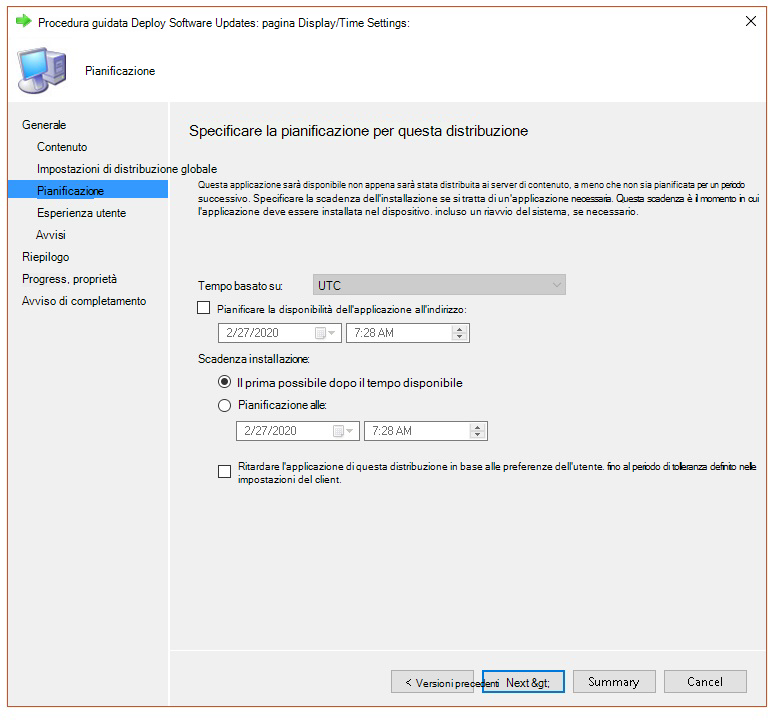 Procedura guidata Deploy Software Updates: pagina Display/Time Settings:
Pianificazione
Generale
Contenuto
Impostazioni di distribuzione globale
Pianificazione
Esperienza utente
Avvisi
Riepilogo
Progress, proprietà
Avviso di completamento
Specificare la pianificazione per questa distribuzione
Questa applicazione sarà disponibile non appena sarà stata distribuita ai server di contenuto, a meno che non sia pianificata per un periodo
successivo. Specificare la scadenza dell'installazione se si tratta di un'applicazione necessaria. Questa scadenza è il momento in cui
l'applicazione deve essere installata nel dispositivo. incluso un riavvio del sistema, se necessario.
Tempo basato su: UTC
Pianificare la disponibilità dell'applicazione all'indirizzo:
2/27/2020 7:28 AM
Scadenza installazione:
Il prima possibile dopo il tempo disponibile
Pianificazione alle:
2/27/2020 7:28 AM
Ritardare l'applicazione di questa distribuzione in base alle preferenze dell'utente. fino al periodo di tolleranza definito nelle
impostazioni del client.
< Versioni precedenti Next &gt; Summary Cancel